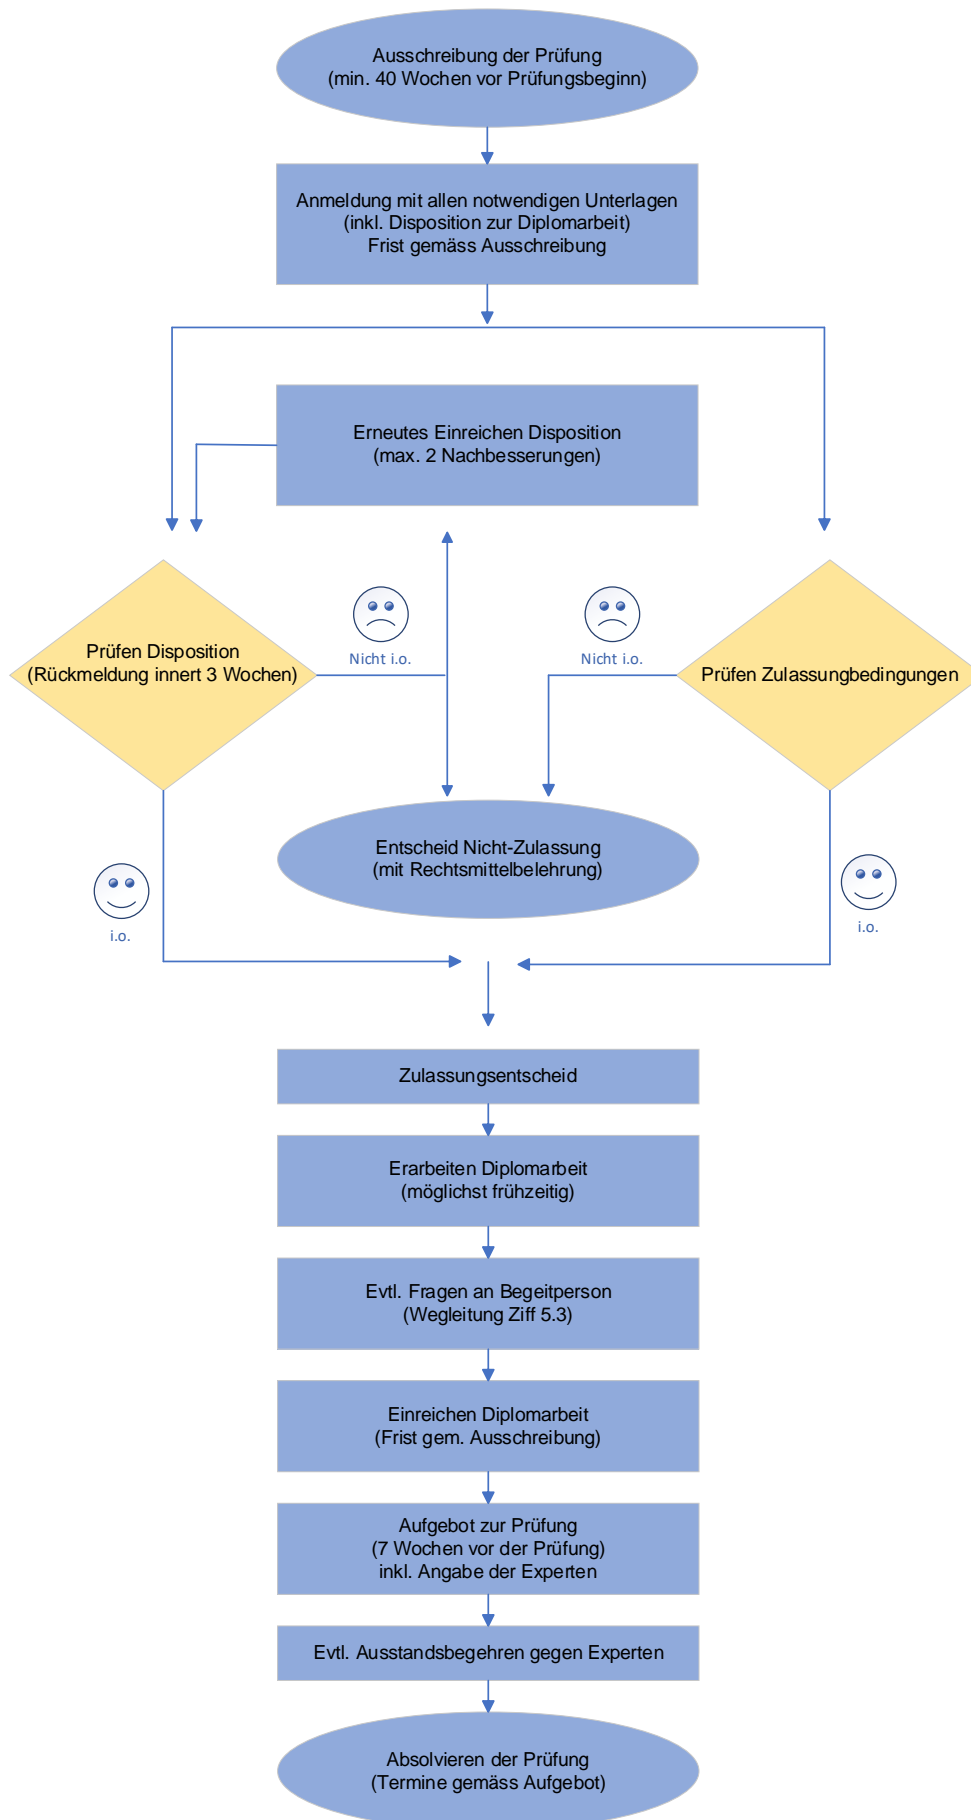 Ausschreibung der Prüfung
(min. 40 Wochen vor Prüfungsbeginn)
Anmeldung mit allen notwendigen Unterlagen
(inkl. Disposition zur Diplomarbeit)
Frist gemäss Ausschreibung
Erneutes Einreichen Disposition
(max. 2 Nachbesserungen)
Prüfen Disposition
(Rückmeldung innert 3 Wochen)
Nicht i.o.
Nicht i.o.
Prüfen Zulassungbedingungen
Entscheid Nicht-Zulassung
(mit Rechtsmittelbelehrung)
i.o.
i.o.
Zulassungsentscheid
Erarbeiten Diplomarbeit
(möglichst frühzeitig)
Evtl. Fragen an Begeitperson
(Wegleitung Ziff 5.3)
Einreichen Diplomarbeit
(Frist gem. Ausschreibung)
Aufgebot zur Prüfung
(7 Wochen vor der Prüfung)
inkl. Angabe der Experten
Evtl. Ausstandsbegehren gegen Experten
Absolvieren der Prüfung
(Termine gemäss Aufgebot)